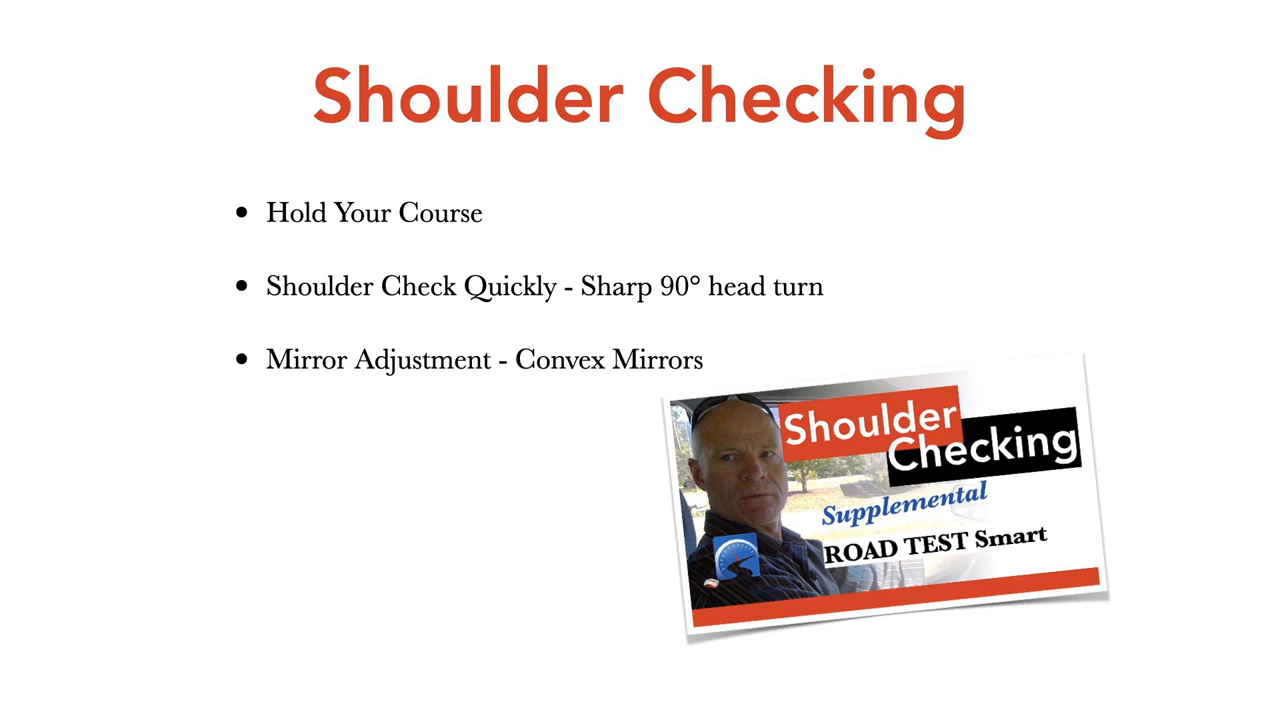 Shoulder Checking
• Hold Your Course
• Shoulder Check Quickly - Sharp 90° head turn
• Mirror Adjustment - Convex Mirrors
Shoulder
Checking
Supplemental
ROAD TEST Smart